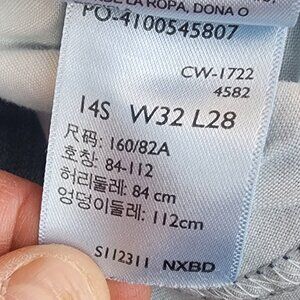 LA ROPA, DONA O
PO-4100545807
CW-1722
4582
14S W32 L28
尺码: 160/82A
호칭: 84-112
허리둘레: 84 cm
엉덩이둘레: 112cm
S112311 NXBD